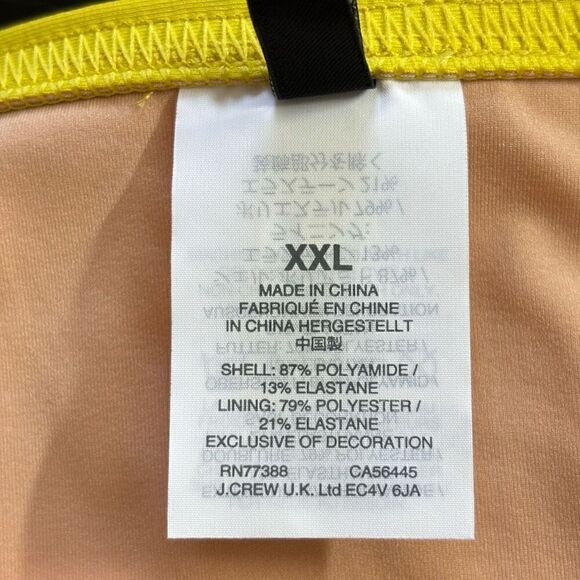 XXL
MADE IN CHINA
FABRIQUÉ EN CHINE
IN CHINA HERGESTELLT
中国製
SHELL: 87% POLYAMIDE /
13% ELASTANE
LINING: 79% POLYESTER /
21% ELASTANE
EXCLUSIVE OF DECORATION
RN77388 CA56445
J.CREW U.K. Ltd EC4V 6JA